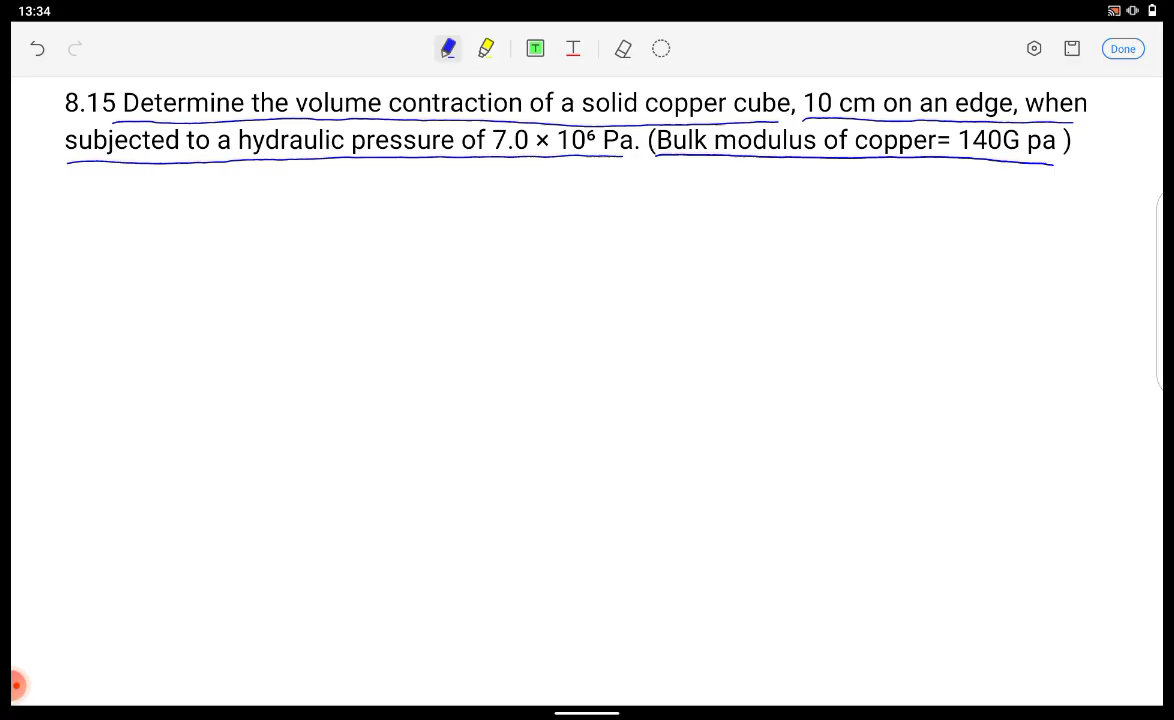 13:34
T T Done
8.15 Determine the volume contraction of a solid copper cube, 10 cm on an edge, when
subjected to a hydraulic pressure of 7.0 × 10⁶ Pa. (Bulk modulus of copper= 140G pa )